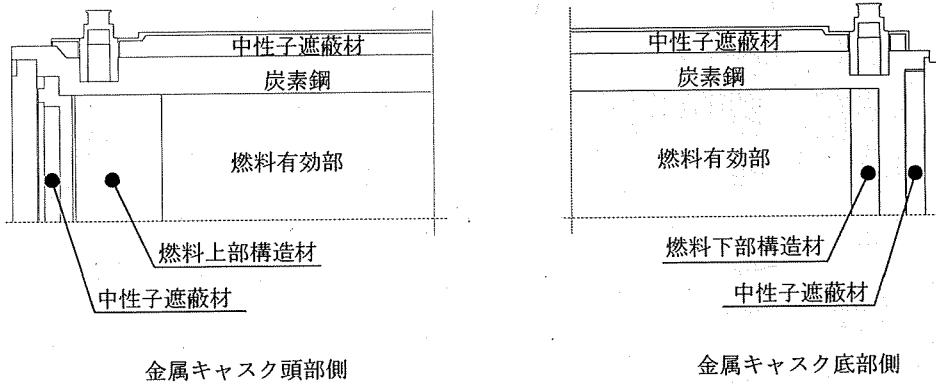 中性子遮蔽材
炭素鋼
燃料有効部
燃料上部構造材
中性子遮蔽材
金属キャスク頭部側
中性子遮蔽材
炭素鋼
燃料有効部
燃料下部構造材
中性子遮蔽材
金属キャスク底部側